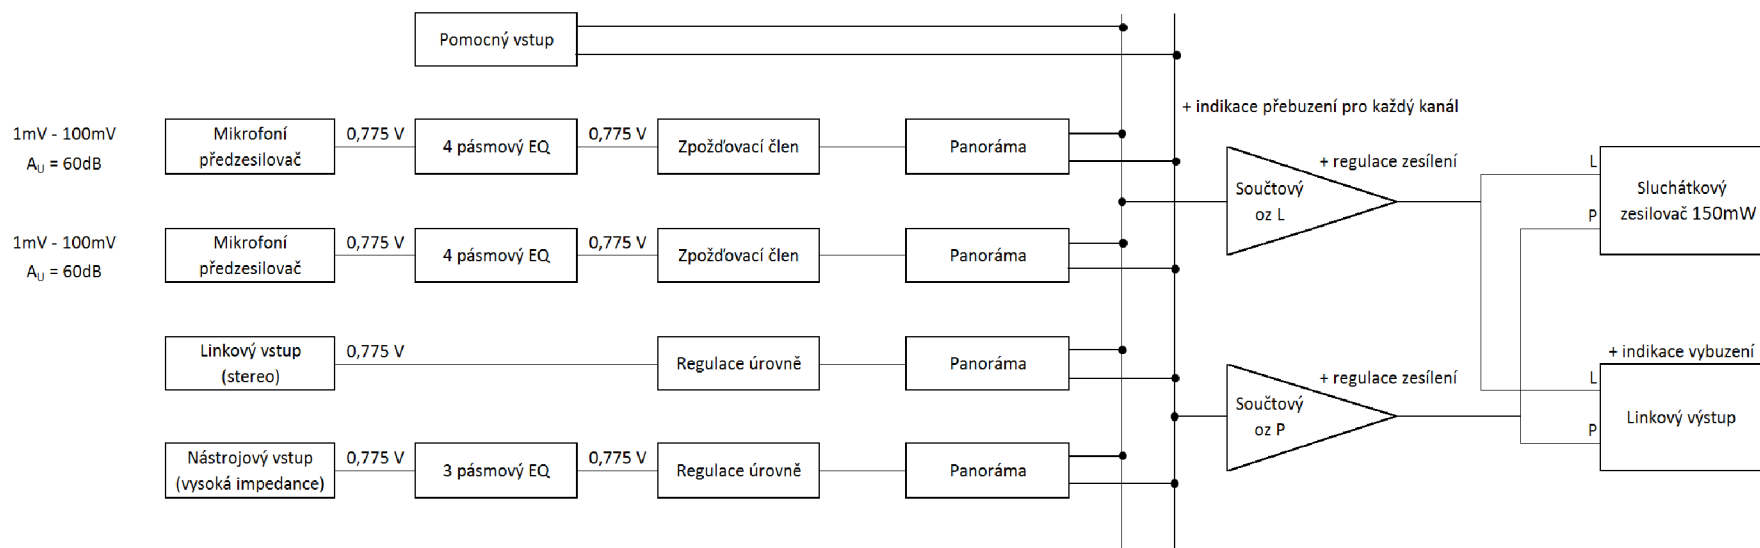 Pomocný vstup
+ indikace přebuzení pro každý kanál
1mV - 100mV
AU = 60dB
Mikrofoní
předzesilovač
0,775 V
4 pásmový EQ
0,775 V
Zpožďovací člen
Panoráma
+ regulace zesílení
Součtový
oz L
L
P
Sluchátkový
zesilovač 150mW
1mV - 100mV
AU = 60dB
Mikrofoní
předzesilovač
0,775 V
4 pásmový EQ
0,775 V
Zpožďovací člen
Panoráma
Linkový vstup
(stereo)
0,775 V
Regulace úrovně
Panoráma
+ regulace zesílení
Součtový
oz P
+ indikace vybuzení
L
P
Linkový výstup
Nástrojový vstup
(vysoká impedance)
0,775 V
3 pásmový EQ
0,775 V
Regulace úrovně
Panoráma